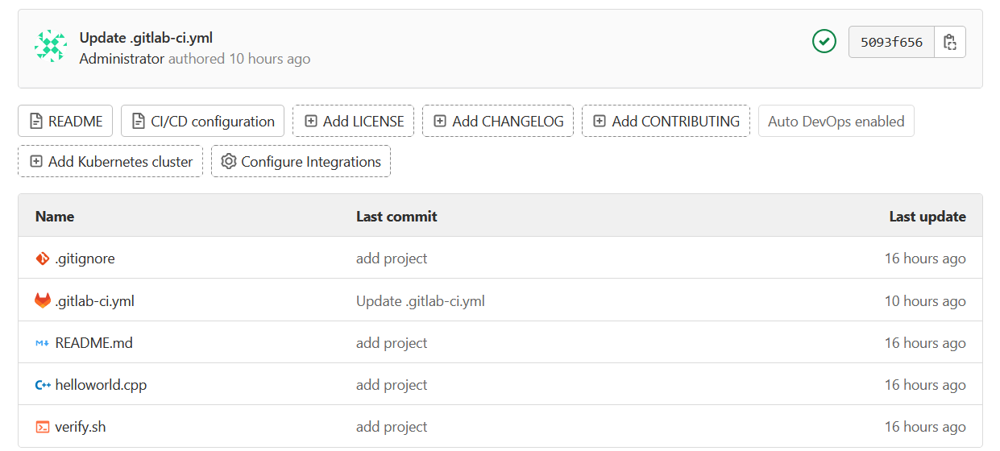 Update .gitlab-ci.yml
Administrator authored 10 hours ago
5093f656
README CI/CD configuration Add LICENSE Add CHANGELOG Add CONTRIBUTING Auto DevOps enabled
Add Kubernetes cluster Configure Integrations
Name Last commit Last update
.gitignore add project 16 hours ago
.gitlab-ci.yml Update .gitlab-ci.yml 10 hours ago
README.md add project 16 hours ago
C++ helloworld.cpp add project 16 hours ago
verify.sh add project 16 hours ago